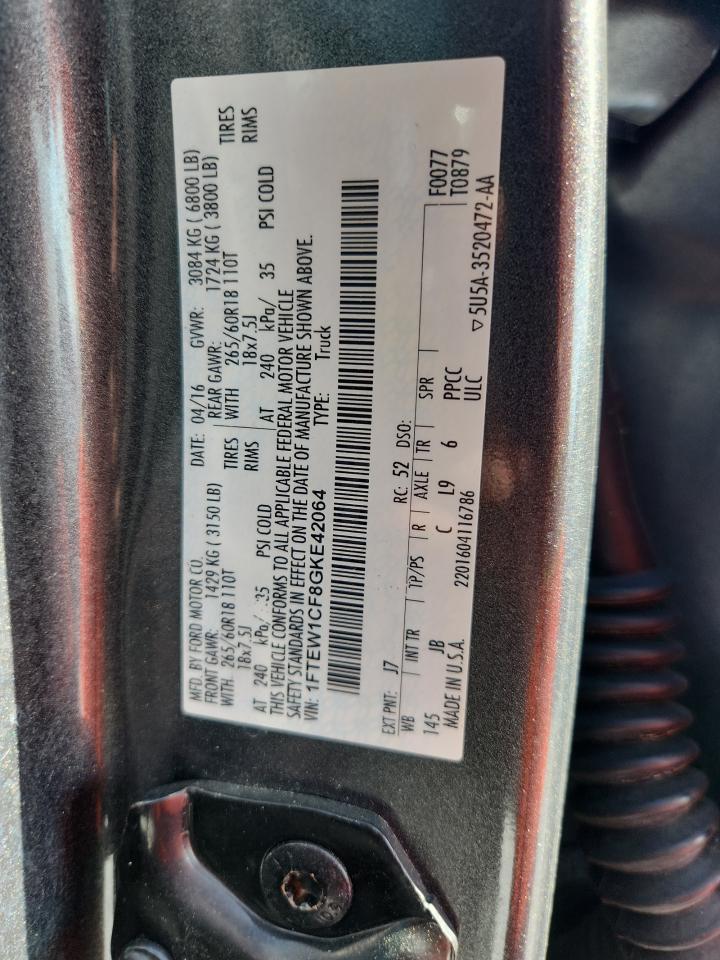 MFD. BY FORD MOTOR CO. DATE: 04/16 GVWR: 3084 KG ( 6800 LB)
FRONT GAWR: 1429 KG ( 3150 LB) REAR GAWR: 1724 KG ( 3800 LB)
WITH 265/60R18 110T TIRES WITH 265/60R18 110T TIRES
18x7.5J RIMS 18x7.5J RIMS
AT 240 kPa/ 35 PSI COLD AT 240 kPa/ 35 PSI COLD
THIS VEHICLE CONFORMS TO ALL APPLICABLE FEDERAL MOTOR VEHICLE
SAFETY STANDARDS IN EFFECT ON THE DATE OF MANUFACTURE SHOWN ABOVE.
VIN: 1FTEW1CF8GKE42064 TYPE: Truck
EXT PNT: J7 RC: 52 DSO:
WB INT TR TP/PS R AXLE TR SPR F0077
145 JB C L9 6 PPCC T0879
MADE IN U.S.A. 2201604116786 ULC
▽5U5A-3520472-AA